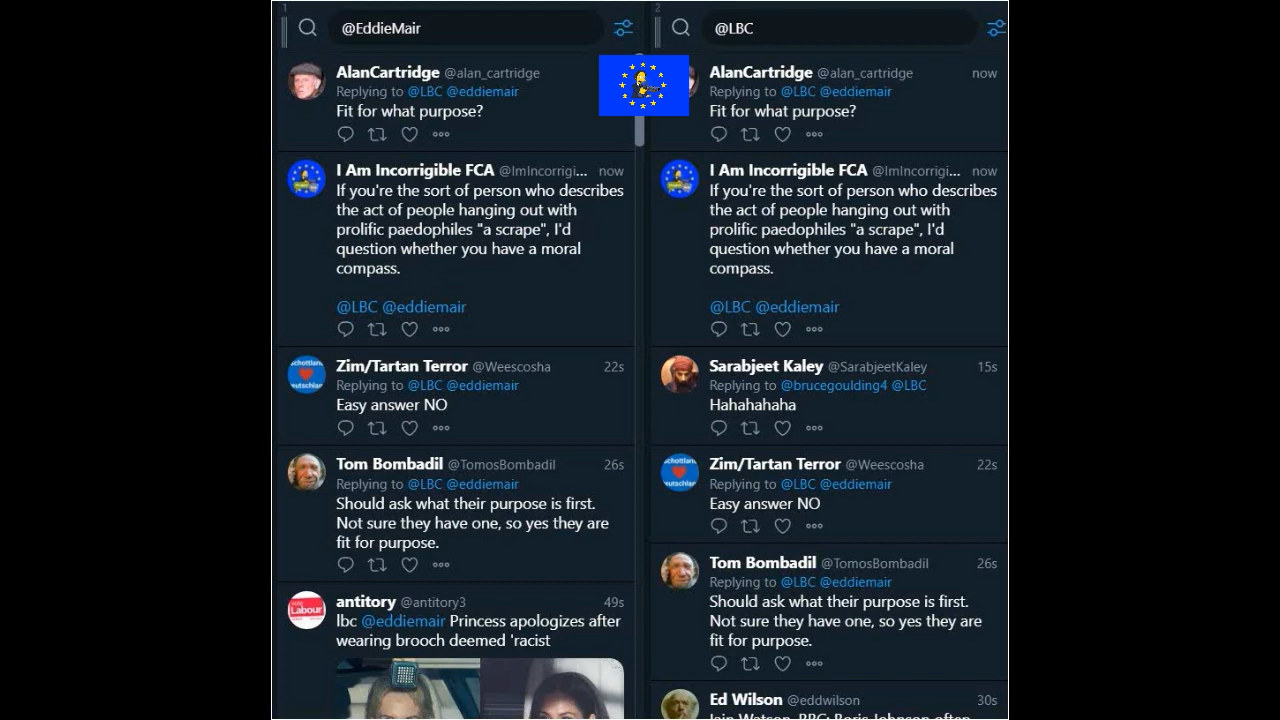 1
@EddieMair
AlanCartridge @alan_cartridge
Replying to @LBC @eddiemair
Fit for what purpose?
I Am Incorrigible FCA @ImIncorrigi... now
If you're the sort of person who describes
the act of people hanging out with
prolific paedophiles "a scrape", I'd
question whether you have a moral
compass.
@LBC @eddiemair
Zim/Tartan Terror @Weescosha 22s
Replying to @LBC @eddiemair
Easy answer NO
Tom Bombadil @TomosBombadil 26s
Replying to @LBC @eddiemair
Should ask what their purpose is first.
Not sure they have one, so yes they are
fit for purpose.
Labour
antitory @antitory3 49s
lbc @eddiemair Princess apologizes after
wearing brooch deemed 'racist
2
@LBC
AlanCartridge @alan_cartridge now
Replying to @LBC @eddiemair
Fit for what purpose?
I Am Incorrigible FCA @ImIncorrigi... now
If you're the sort of person who describes
the act of people hanging out with
prolific paedophiles "a scrape", I'd
question whether you have a moral
compass.
@LBC @eddiemair
Sarabjeet Kaley @SarabjeetKaley 15s
Replying to @brucegoulding4 @LBC
Hahahahaha
Zim/Tartan Terror @Weescosha 22s
Replying to @LBC @eddiemair
Easy answer NO
Tom Bombadil @TomosBombadil 26s
Replying to @LBC @eddiemair
Should ask what their purpose is first.
Not sure they have one, so yes they are
fit for purpose.
Ed Wilson @eddwilson 30s
Iain Watson, BBC: Boris Johnson often